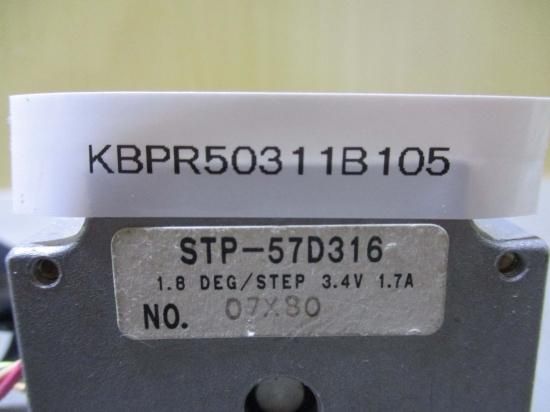 KBPR50311B105
STP-57D316
1.8 DEG/STEP 3.4V 1.7A
NO. 07X80